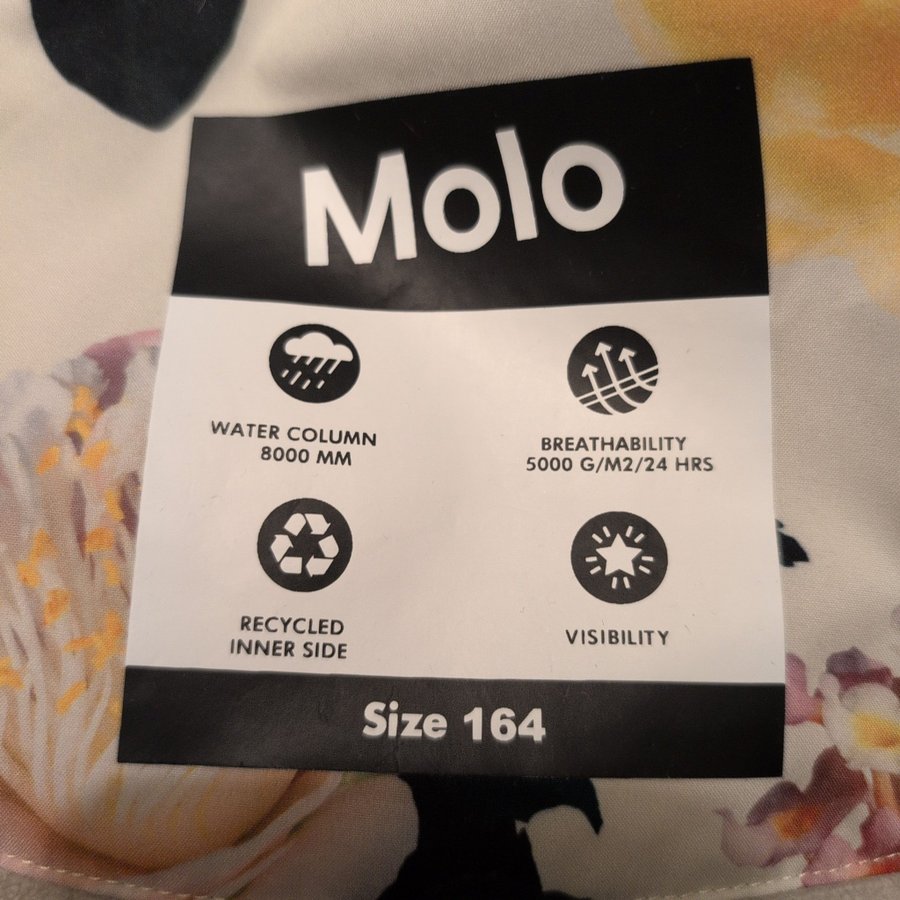 Molo
WATER COLUMN
8000 MM
BREATHABILITY
5000 G/M2/24 HRS
RECYCLED
INNER SIDE
VISIBILITY
Size 164